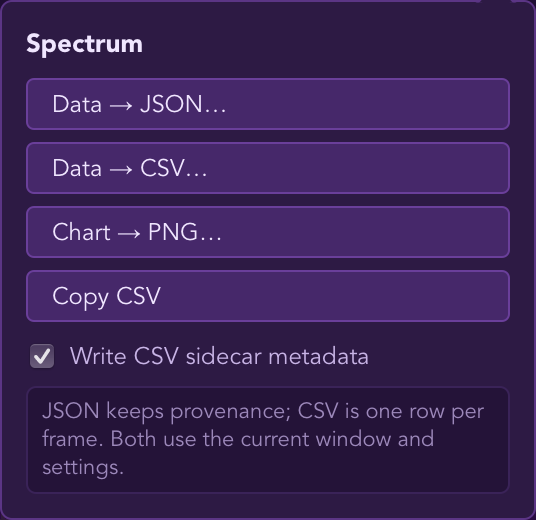 Spectrum
Data → JSON…
Data → CSV…
Chart → PNG…
Copy CSV
Write CSV sidecar metadata
JSON keeps provenance; CSV is one row per
frame. Both use the current window and
settings.